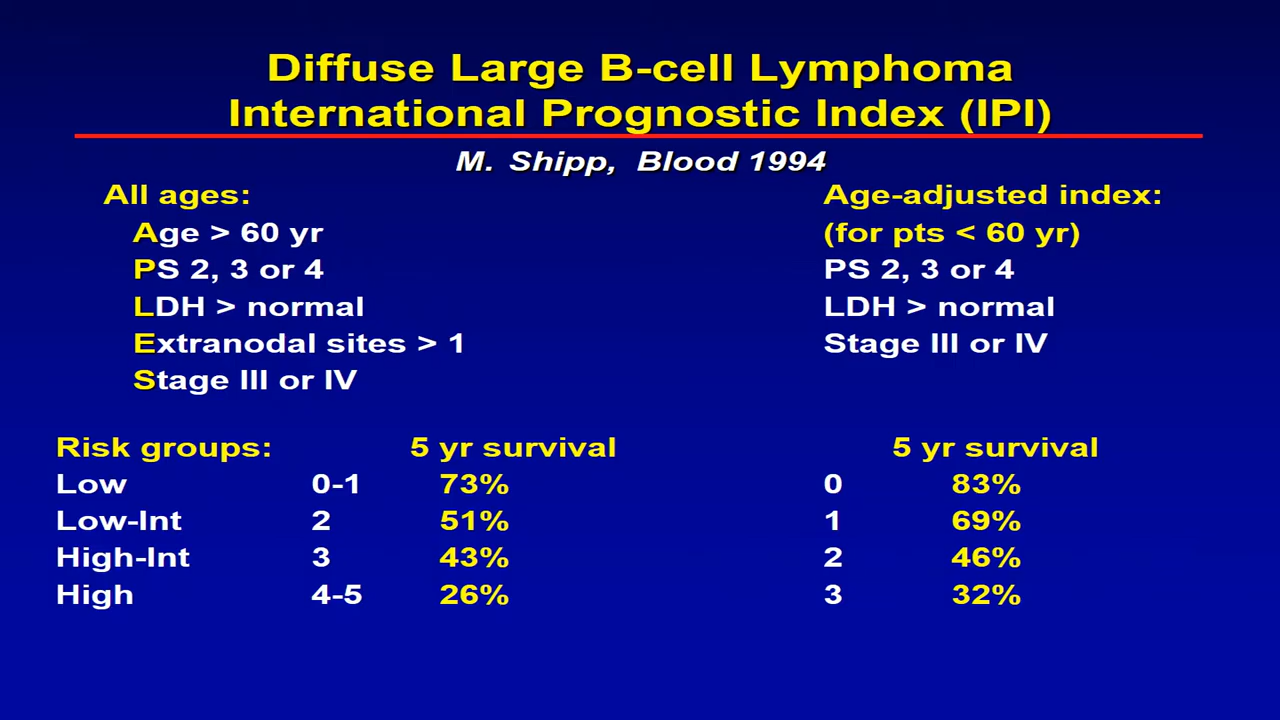 Diffuse Large B-cell Lymphoma
International Prognostic Index (IPI)
M. Shipp, Blood 1994
All ages:
Age > 60 yr
PS 2, 3 or 4
LDH > normal
Extranodal sites > 1
Stage III or IV
Age-adjusted index:
(for pts < 60 yr)
PS 2, 3 or 4
LDH > normal
Stage III or IV
Risk groups: 5 yr survival 5 yr survival
Low 0-1 73% 0 83%
Low-Int 2 51% 1 69%
High-Int 3 43% 2 46%
High 4-5 26% 3 32%